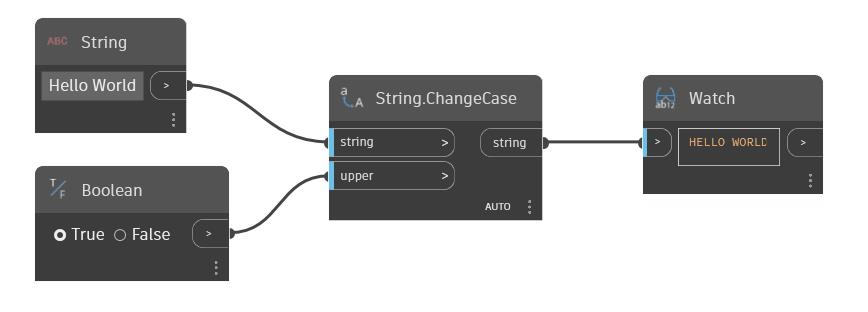 ABC String
Hello World >
T
F Boolean
True False >
a
A String.ChangeCase
string > string
upper >
AUTO
ab12 Watch
> HELLO WORLD >